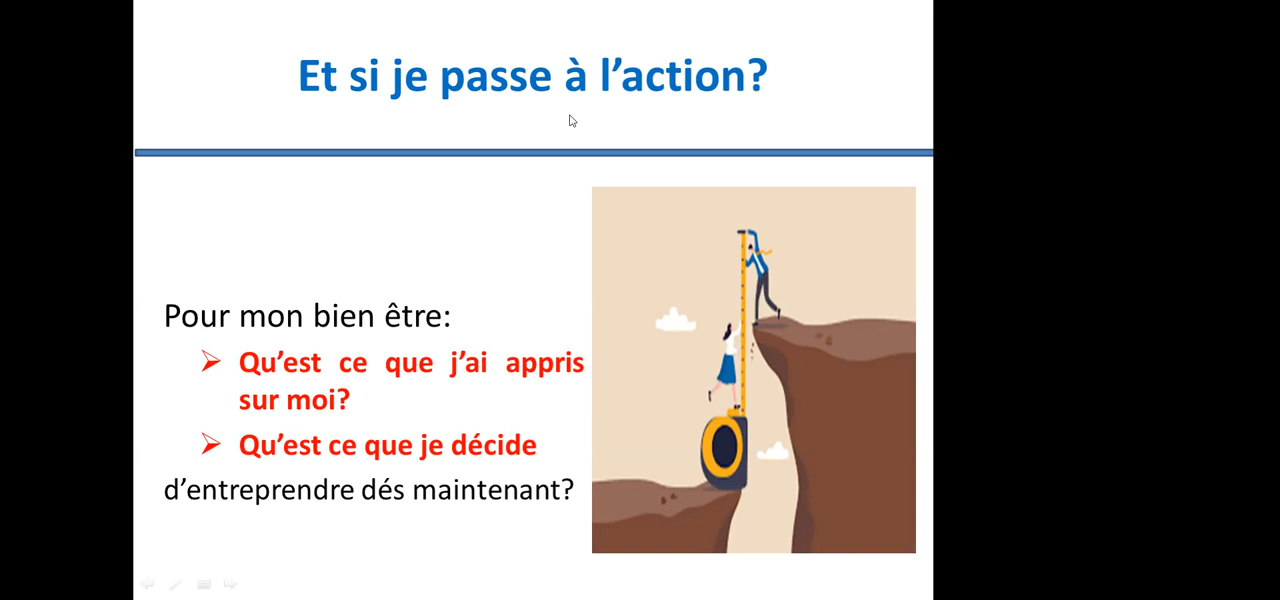 Et si je passe à l’action?
Pour mon bien être:
➢ Qu’est ce que j’ai appris
sur moi?
➢ Qu’est ce que je décide
d’entreprendre dés maintenant?